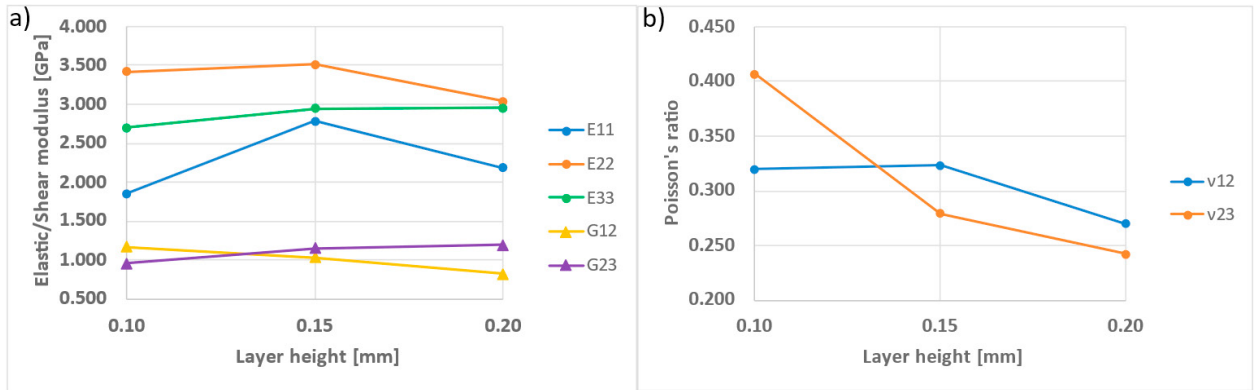 a)
Elastic/Shear modulus [GPa]
4.000
3.500
3.000
2.500
2.000
1.500
1.000
0.500
0.10 0.15 0.20
Layer height [mm]
E11
E22
E33
G12
G23
b)
Poisson's ratio
0.450
0.400
0.350
0.300
0.250
0.200
0.10 0.15 0.20
Layer height [mm]
ν12
ν23